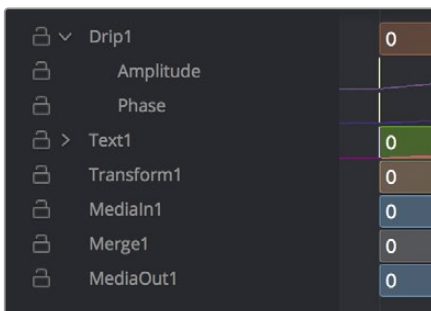 Drip1 0
Amplitude
Phase
Text1 0
Transform1 0
MediaIn1 0
Merge1 0
MediaOut1 0